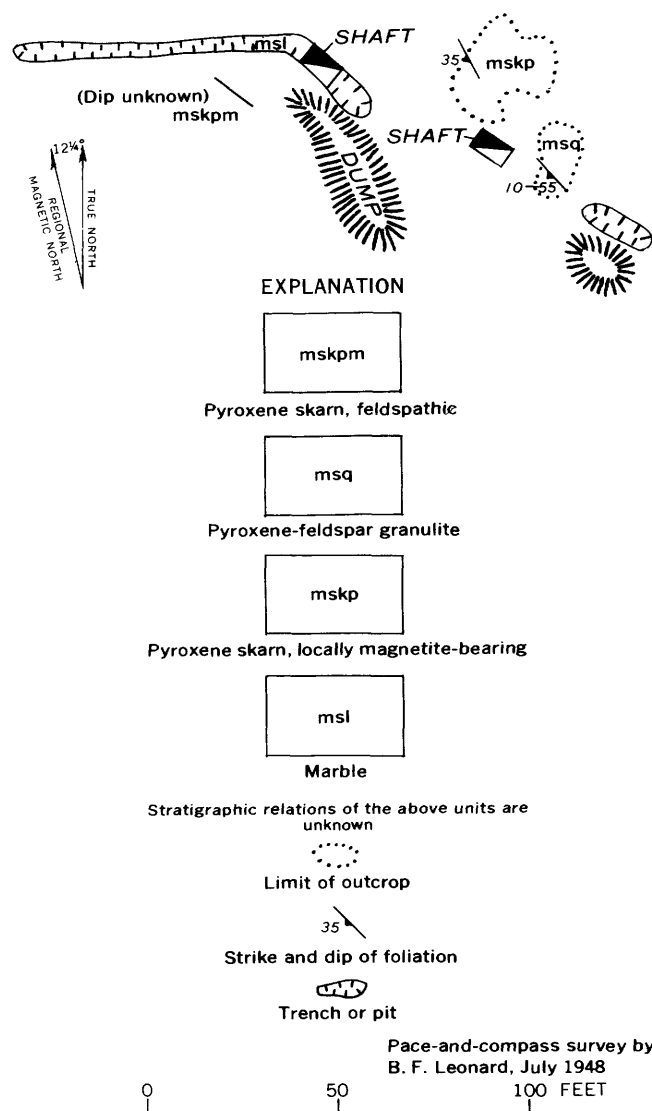 msl
SHAFT
35
mskp
(Dip unknown)
mskpm
SHAFT
msq
12¼°
DUMP
10-55
REGIONAL
MAGNETIC NORTH
TRUE NORTH
EXPLANATION
mskpm
Pyroxene skarn, feldspathic
msq
Pyroxene-feldspar granulite
mskp
Pyroxene skarn, locally magnetite-bearing
msl
Marble
Stratigraphic relations of the above units are
unknown
Limit of outcrop
35
Strike and dip of foliation
Trench or pit
Pace-and-compass survey by
B. F. Leonard, July 1948
0 50 100 FEET